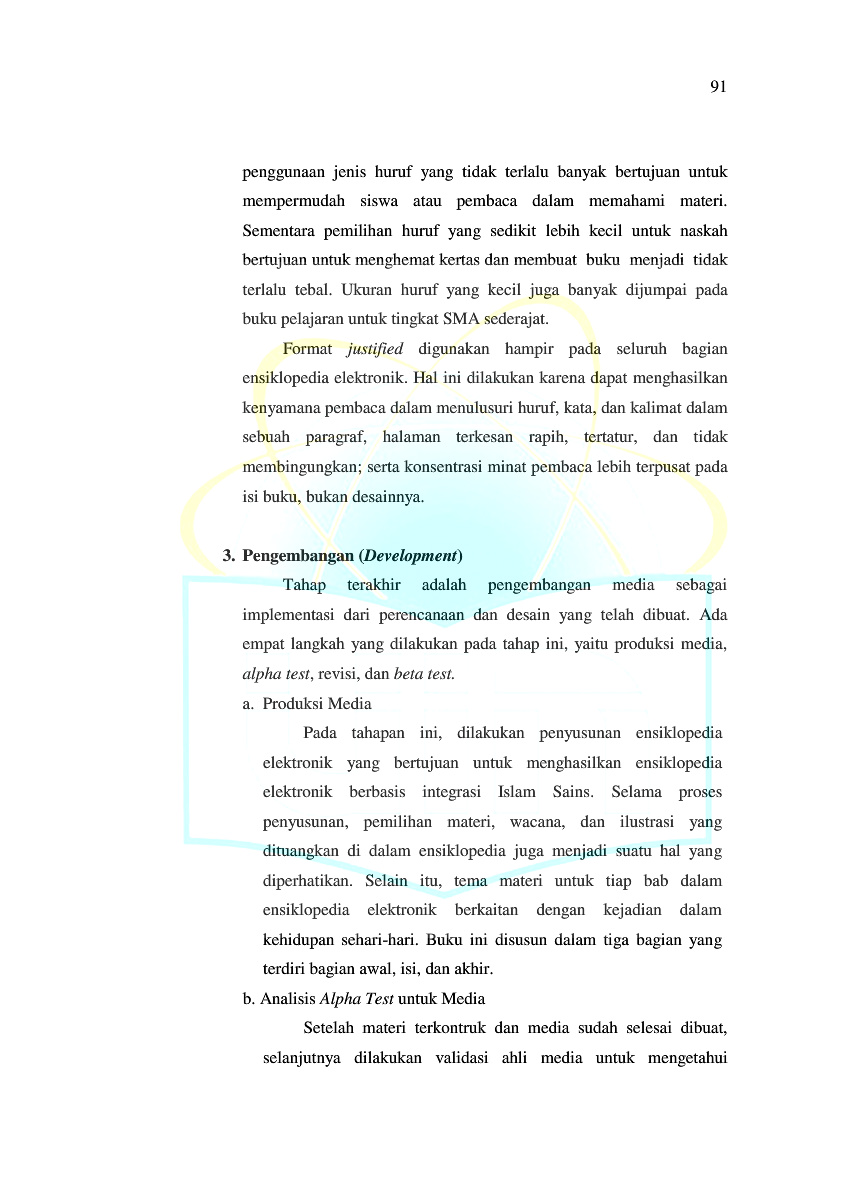 91
penggunaan jenis huruf yang tidak terlalu banyak bertujuan untuk
mempermudah siswa atau pembaca dalam memahami materi.
Sementara pemilihan huruf yang sedikit lebih kecil untuk naskah
bertujuan untuk menghemat kertas dan membuat buku menjadi tidak
terlalu tebal. Ukuran huruf yang kecil juga banyak dijumpai pada
buku pelajaran untuk tingkat SMA sederajat.
Format justified digunakan hampir pada seluruh bagian
ensiklopedia elektronik. Hal ini dilakukan karena dapat menghasilkan
kenyamana pembaca dalam menulusuri huruf, kata, dan kalimat dalam
sebuah paragraf, halaman terkesan rapih, tertatur, dan tidak
membingungkan; serta konsentrasi minat pembaca lebih terpusat pada
isi buku, bukan desainnya.
3. Pengembangan (Development)
Tahap terakhir adalah pengembangan media sebagai
implementasi dari perencanaan dan desain yang telah dibuat. Ada
empat langkah yang dilakukan pada tahap ini, yaitu produksi media,
alpha test, revisi, dan beta test.
a. Produksi Media
Pada tahapan ini, dilakukan penyusunan ensiklopedia
elektronik yang bertujuan untuk menghasilkan ensiklopedia
elektronik berbasis integrasi Islam Sains. Selama proses
penyusunan, pemilihan materi, wacana, dan ilustrasi yang
dituangkan di dalam ensiklopedia juga menjadi suatu hal yang
diperhatikan. Selain itu, tema materi untuk tiap bab dalam
ensiklopedia elektronik berkaitan dengan kejadian dalam
kehidupan sehari-hari. Buku ini disusun dalam tiga bagian yang
terdiri bagian awal, isi, dan akhir.
b. Analisis Alpha Test untuk Media
Setelah materi terkontruk dan media sudah selesai dibuat,
selanjutnya dilakukan validasi ahli media untuk mengetahui